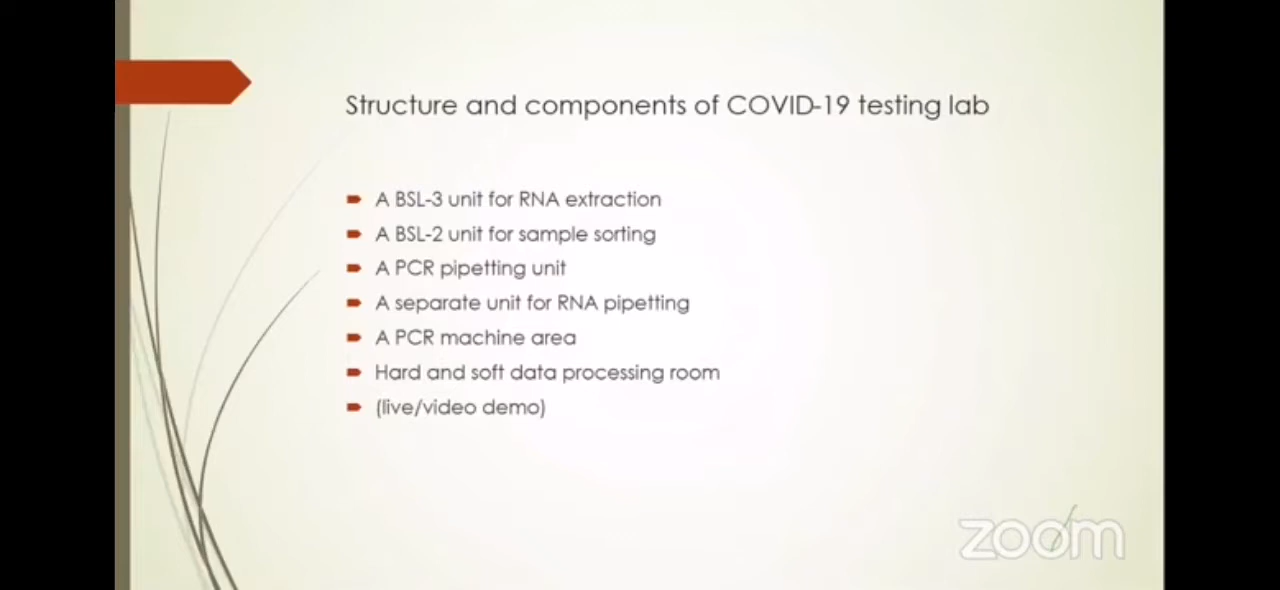 Structure and components of COVID-19 testing lab
A BSL-3 unit for RNA extraction
A BSL-2 unit for sample sorting
A PCR pipetting unit
A separate unit for RNA pipetting
A PCR machine area
Hard and soft data processing room
(live/video demo)
zoom